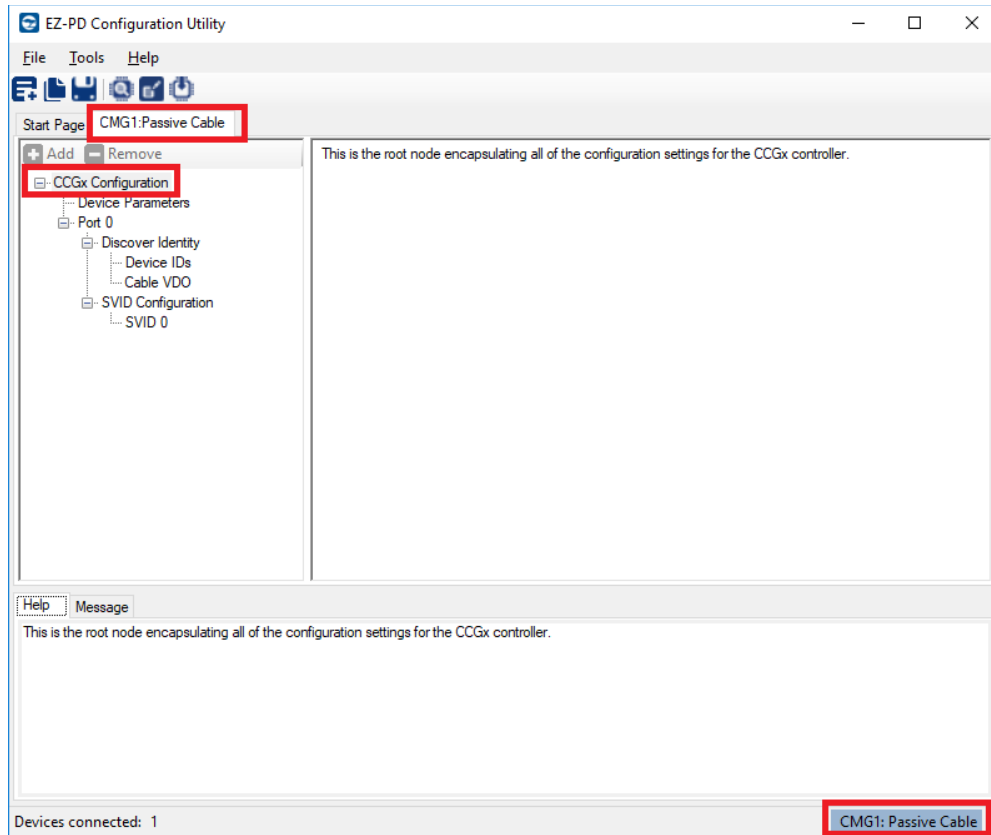 EZ-PD Configuration Utility
File Tools Help
Start Page CMG1:Passive Cable
Add Remove
This is the root node encapsulating all of the configuration settings for the CCGx controller.
CCGx Configuration
Device Parameters
Port 0
Discover Identity
Device IDs
Cable VDO
SVID Configuration
SVID 0
Help Message
This is the root node encapsulating all of the configuration settings for the CCGx controller.
Devices connected: 1
CMG1: Passive Cable